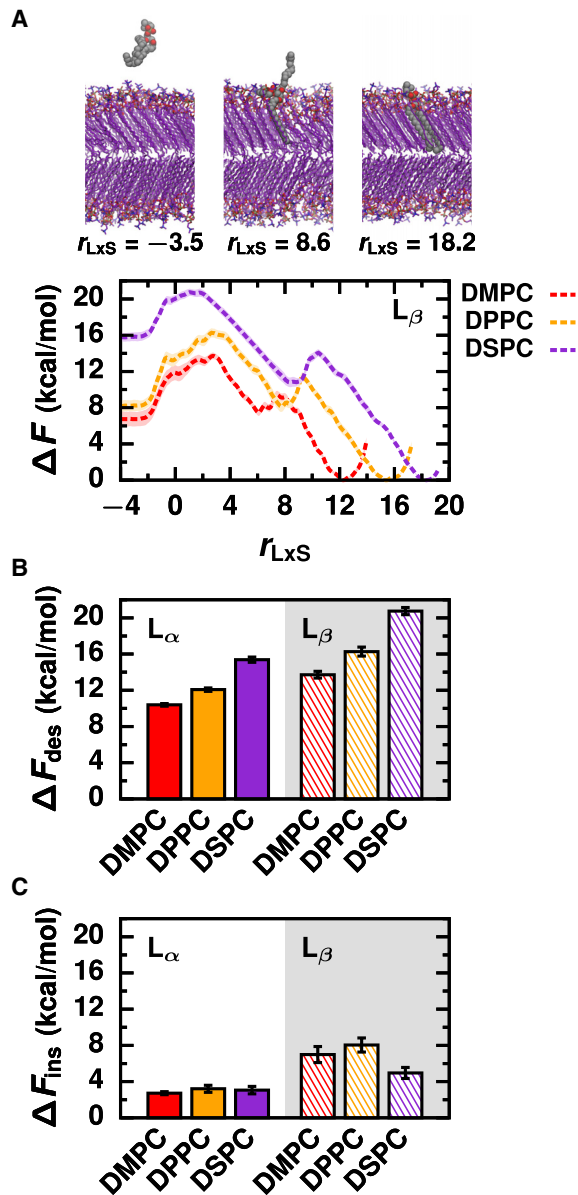 A
r_LxS = −3.5 r_LxS = 8.6 r_LxS = 18.2
20
16
12
8
4
0
ΔF (kcal/mol)
L_β
DMPC
DPPC
DSPC
−4 0 4 8 12 16 20
r_LxS
B
20
16
12
8
4
0
ΔF_des (kcal/mol)
L_α L_β
DMPC DPPC DSPC DMPC DPPC DSPC
C
20
16
12
8
4
0
ΔF_ins (kcal/mol)
L_α L_β
DMPC DPPC DSPC DMPC DPPC DSPC